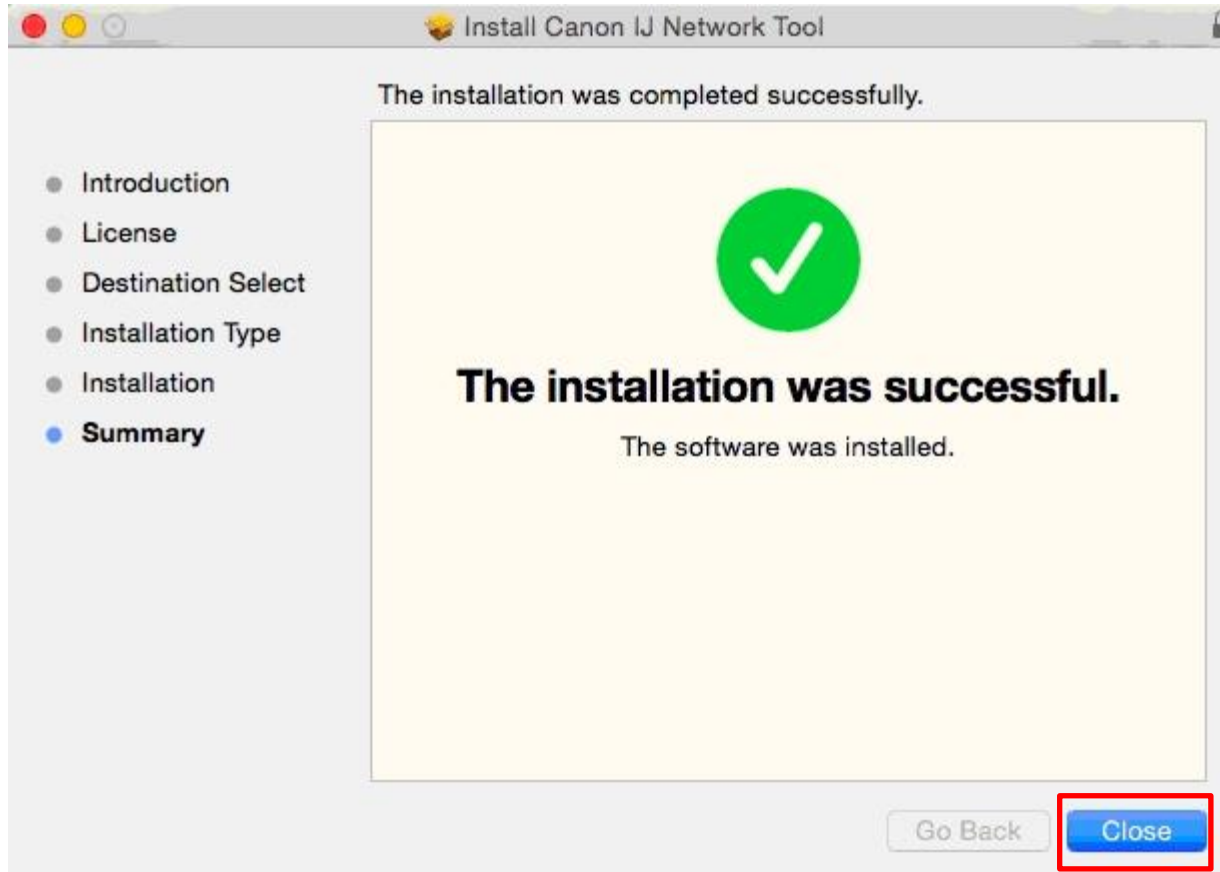 Install Canon IJ Network Tool
The installation was completed successfully.
Introduction
License
Destination Select
Installation Type
Installation
Summary
The installation was successful.
The software was installed.
Go Back
Close